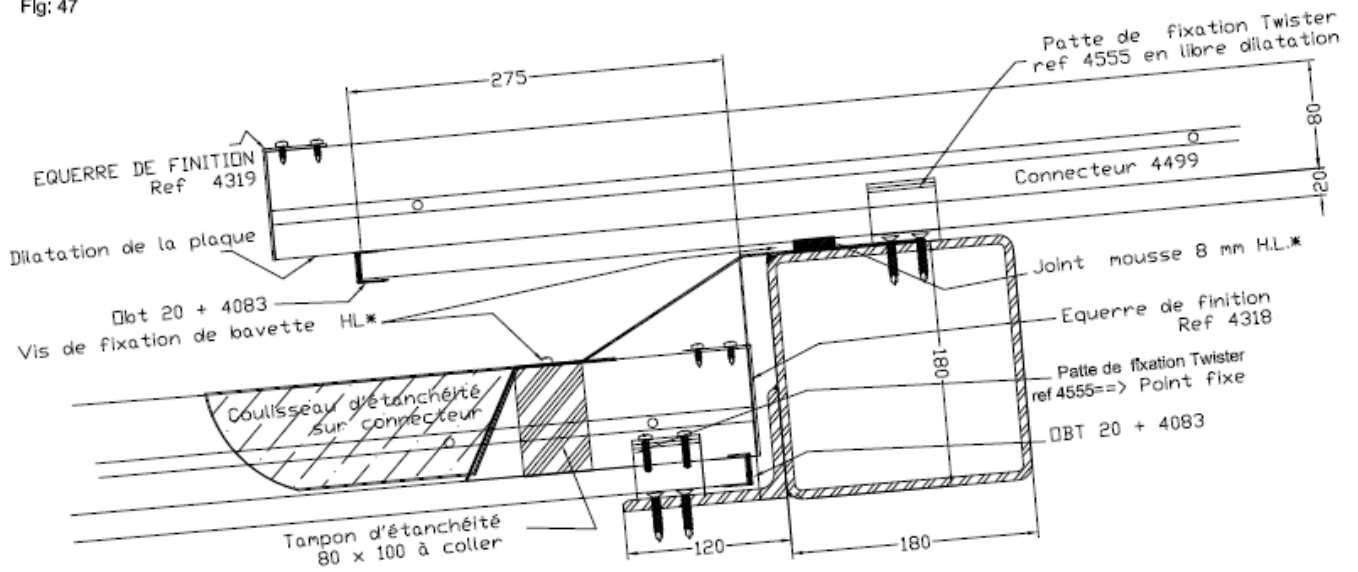 Fig: 47
Patte de fixation Twister
ref 4555 en libre dilatation
275
EQUERRE DE FINITION
Ref 4319
80
Connecteur 4499
20
Dilatation de la plaque
Obt 20 + 4083
Vis de fixation de bavette HL*
Joint mousse 8 mm H.L.*
Equerre de finition
Ref 4318
180
Patte de fixation Twister
ref 4555==> Point fixe
OBT 20 + 4083
Coulisseau d'étanchéité
sur connecteur
Tampon d'étanchéité
80 x 100 à coller
120
180